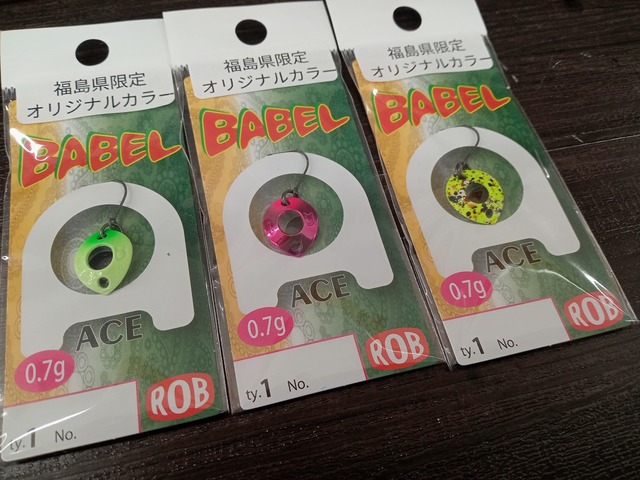 福島県限定
オリジナルカラー
BABEL
ACE
0.7g
ROB
ty.1 No.
福島県限定
オリジナルカラー
BABEL
ACE
0.7g
ROB
ty.1 No.
福島県限定
オリジナルカラー
BABEL
ACE
0.7g
ROB
ty.1 No.